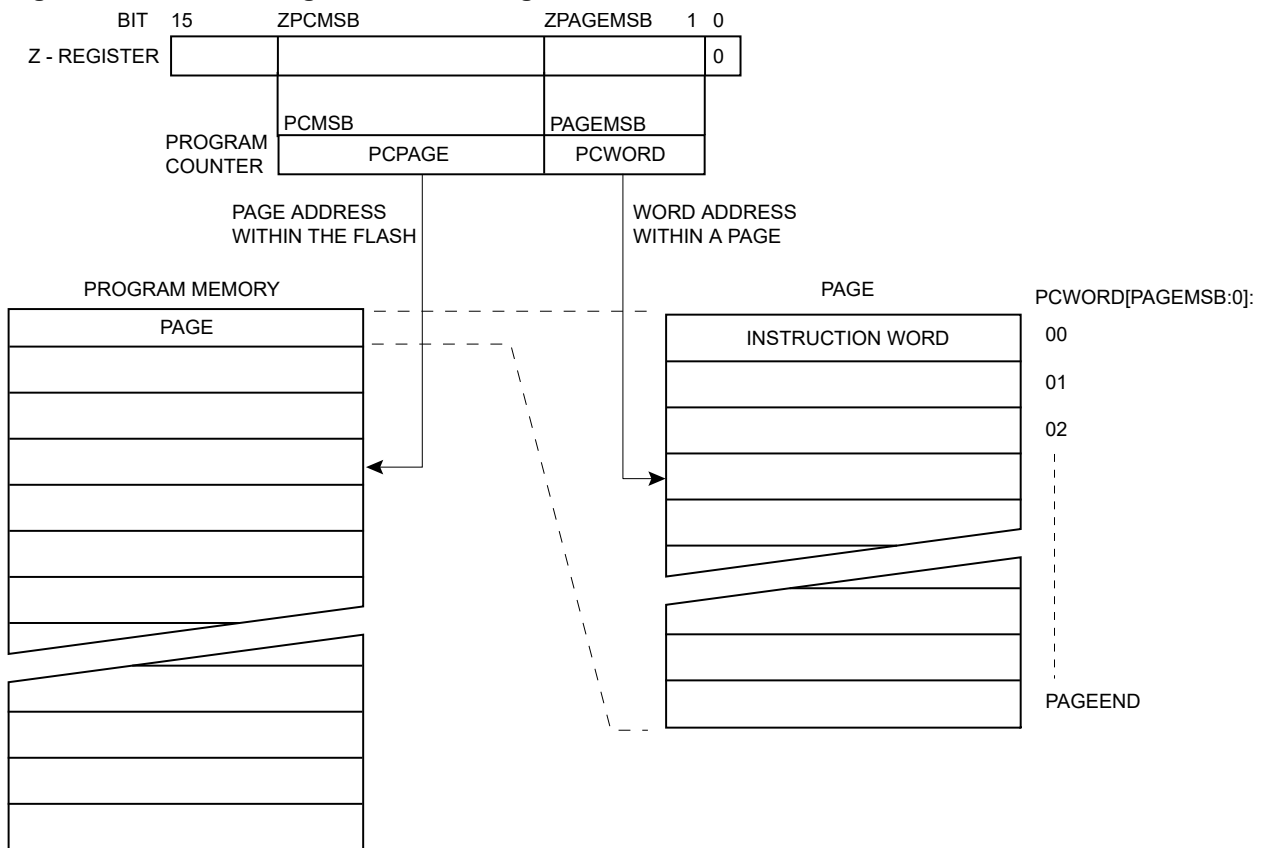 BIT 15 ZPCMSB ZPAGEMSB 1 0
Z - REGISTER 0
PCMSB PAGEMSB
PROGRAM
COUNTER
PCPAGE PCWORD
PAGE ADDRESS
WITHIN THE FLASH
WORD ADDRESS
WITHIN A PAGE
PROGRAM MEMORY
PAGE
PAGE
PCWORD[PAGEMSB:0]:
INSTRUCTION WORD 00
01
02
PAGEEND